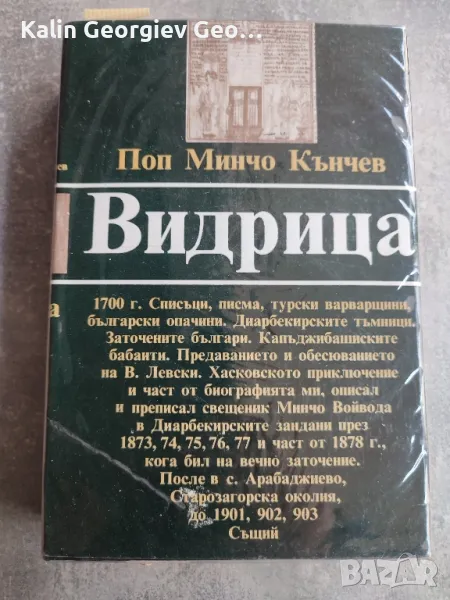 Kalin Georgiev Geo...
Поп Минчо Кънчев
Видрица
1700 г. Списъци, писма, турски варварщини,
български опачини. Диарбекирските тъмници.
Заточените българи. Капъджибашиските
бабаити. Предаванието и обесюванието
на В. Левски. Хасковското приключение
и част от биографията ми, описал
и преписал свещеник Минчо Войвода
в Диарбекирските зандани през
1873, 74, 75, 76, 77 и част от 1878 г.,
кога бил на вечно заточение.
После в с. Арабаджиево,
Старозагорска околия,
до 1901, 902, 903
Същий
bazar